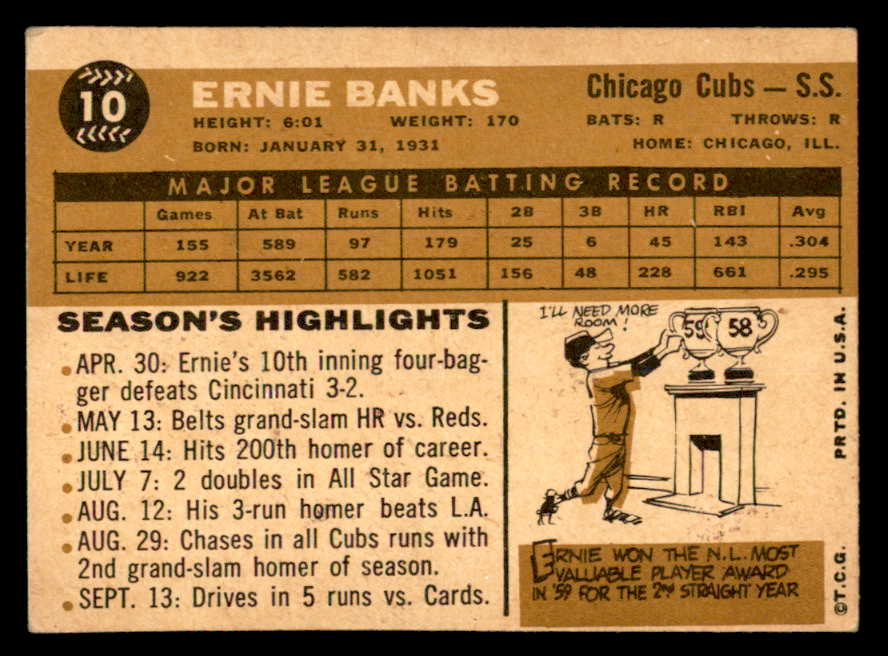 10
ERNIE BANKS
Chicago Cubs — S.S.
HEIGHT: 6:01 WEIGHT: 170 BATS: R THROWS: R
BORN: JANUARY 31, 1931 HOME: CHICAGO, ILL.
MAJOR LEAGUE BATTING RECORD
Games At Bat Runs Hits 2B 3B HR RBI Avg
YEAR 155 589 97 179 25 6 45 143 .304
LIFE 922 3562 582 1051 156 48 228 661 .295
SEASON'S HIGHLIGHTS
• APR. 30: Ernie's 10th inning four-bag-
ger defeats Cincinnati 3-2.
• MAY 13: Belts grand-slam HR vs. Reds.
• JUNE 14: Hits 200th homer of career.
• JULY 7: 2 doubles in All Star Game.
• AUG. 12: His 3-run homer beats L.A.
• AUG. 29: Chases in all Cubs runs with
2nd grand-slam homer of season.
• SEPT. 13: Drives in 5 runs vs. Cards.
I'LL NEED MORE
ROOM!
59 58
ERNIE WON THE N.L. MOST
VALUABLE PLAYER AWARD
IN '59 FOR THE 2nd STRAIGHT YEAR
©T.C.G. PRTD. IN U.S.A.